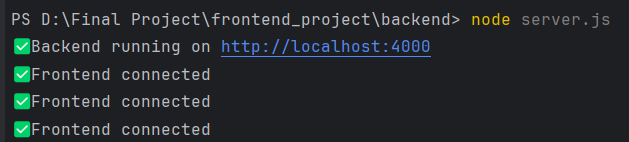 PS D:\Final Project\frontend_project\backend> node server.js
✅Backend running on http://localhost:4000
✅Frontend connected
✅Frontend connected
✅Frontend connected